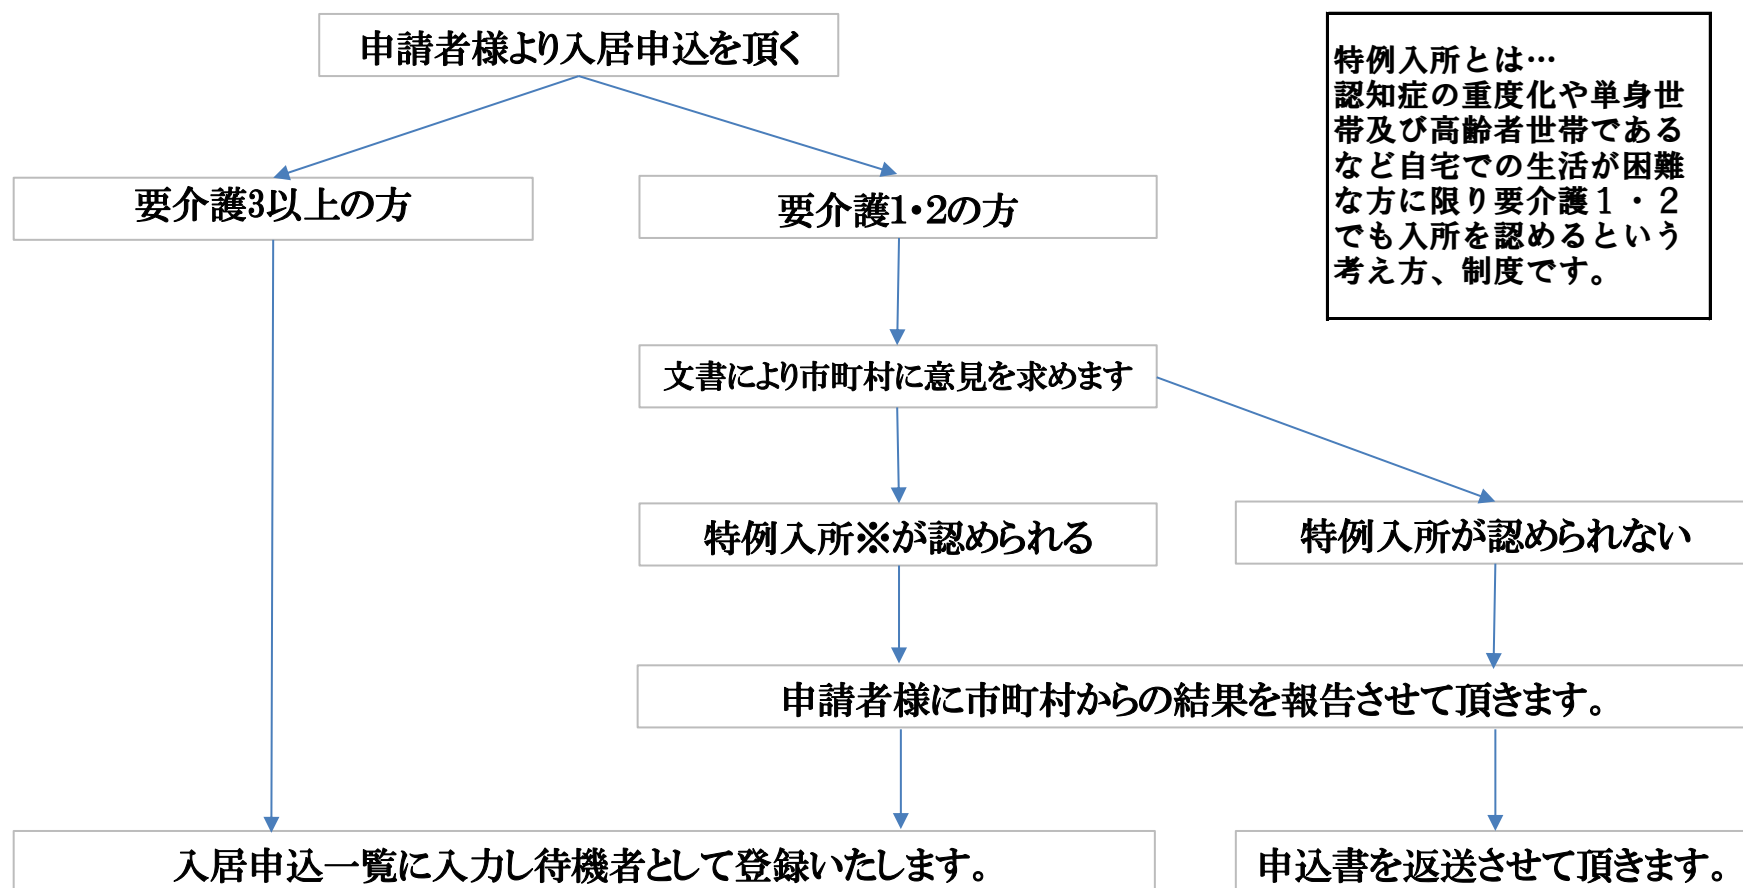 申請者様より入居申込を頂く
特例入所とは…
認知症の重度化や単身世
帯及び高齢者世帯である
など自宅での生活が困難
な方に限り要介護１・２
でも入所を認めるという
考え方、制度です。
要介護3以上の方
要介護1・2の方
文書により市町村に意見を求めます
特例入所※が認められる
特例入所が認められない
申請者様に市町村からの結果を報告させて頂きます。
入居申込一覧に入力し待機者として登録いたします。
申込書を返送させて頂きます。